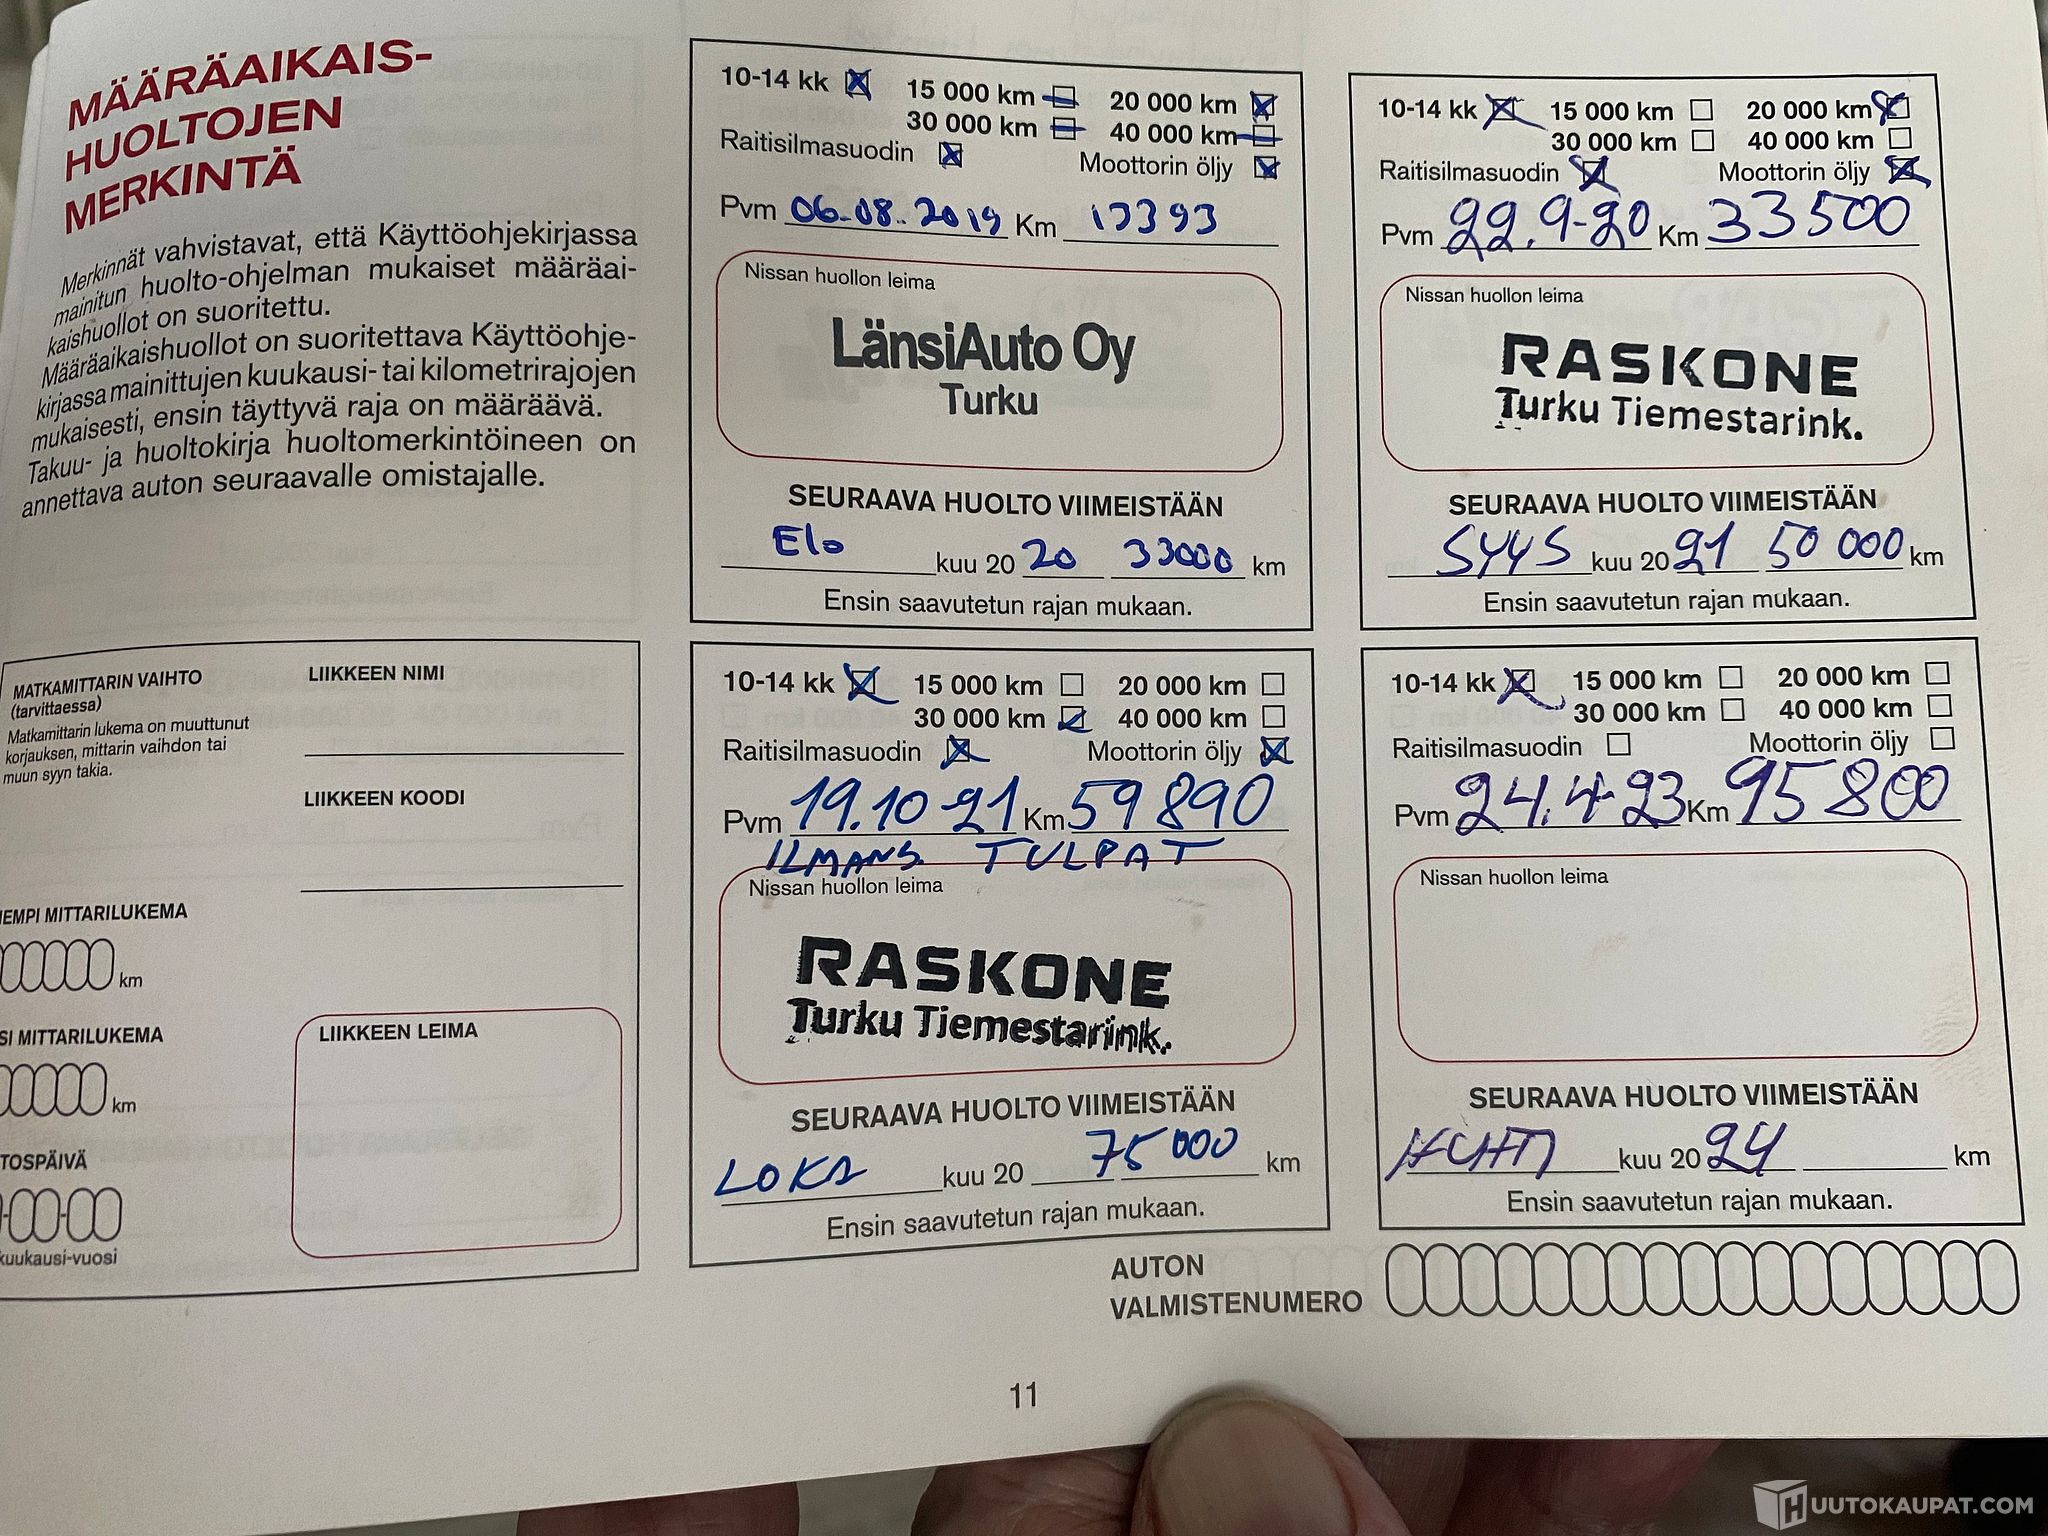 MÄÄRÄAIKAIS-
HUOLTOJEN
MERKINTÄ
Merkinnät vahvistavat, että Käyttöohjekirjassa
mainitun huolto-ohjelman mukaiset määräai-
kaishuollot on suoritettu.
Määräaikaishuollot on suoritettava Käyttöohje-
kirjassa mainittujen kuukausi- tai kilometrirajojen
mukaisesti, ensin täyttyvä raja on määräävä.
Takuu- ja huoltokirja huoltomerkintöineen on
annettava auton seuraavalle omistajalle.
MATKAMITTARIN VAIHTO
(tarvittaessa)
Matkamittarin lukema on muuttunut
korjauksen, mittarin vaihdon tai
muun syyn takia.
LIIKKEEN NIMI
LIIKKEEN KOODI
EMPI MITTARILUKEMA
km
SI MITTARILUKEMA
km
TOSPÄIVÄ
kuukausi-vuosi
LIIKKEEN LEIMA
10-14 kk 15 000 km 20 000 km
30 000 km 40 000 km
Raitisilmasuodin Moottorin öljy
Pvm 06.08.2019 Km 17393
Nissan huollon leima
LänsiAuto Oy
Turku
SEURAAVA HUOLTO VIIMEISTÄÄN
Elo kuu 20 20 33000 km
Ensin saavutetun rajan mukaan.
10-14 kk 15 000 km 20 000 km
30 000 km 40 000 km
Raitisilmasuodin Moottorin öljy
Pvm 22.9-20 Km 33500
Nissan huollon leima
RASKONE
Turku Tiemestarink.
SEURAAVA HUOLTO VIIMEISTÄÄN
SYYS kuu 20 21 50 000 km
Ensin saavutetun rajan mukaan.
10-14 kk 15 000 km 20 000 km
30 000 km 40 000 km
Raitisilmasuodin Moottorin öljy
Pvm 19.10-21 Km 59 890
ILMANS. TULPAT
Nissan huollon leima
RASKONE
Turku Tiemestarink.
SEURAAVA HUOLTO VIIMEISTÄÄN
LOKA kuu 20 75 000 km
Ensin saavutetun rajan mukaan.
10-14 kk 15 000 km 20 000 km
30 000 km 40 000 km
Raitisilmasuodin Moottorin öljy
Pvm 24.4-23 Km 95 800
Nissan huollon leima
SEURAAVA HUOLTO VIIMEISTÄÄN
HUHTI kuu 20 24 km
Ensin saavutetun rajan mukaan.
AUTON
VALMISTENUMERO
11
HUUTOKAUPAT.COM